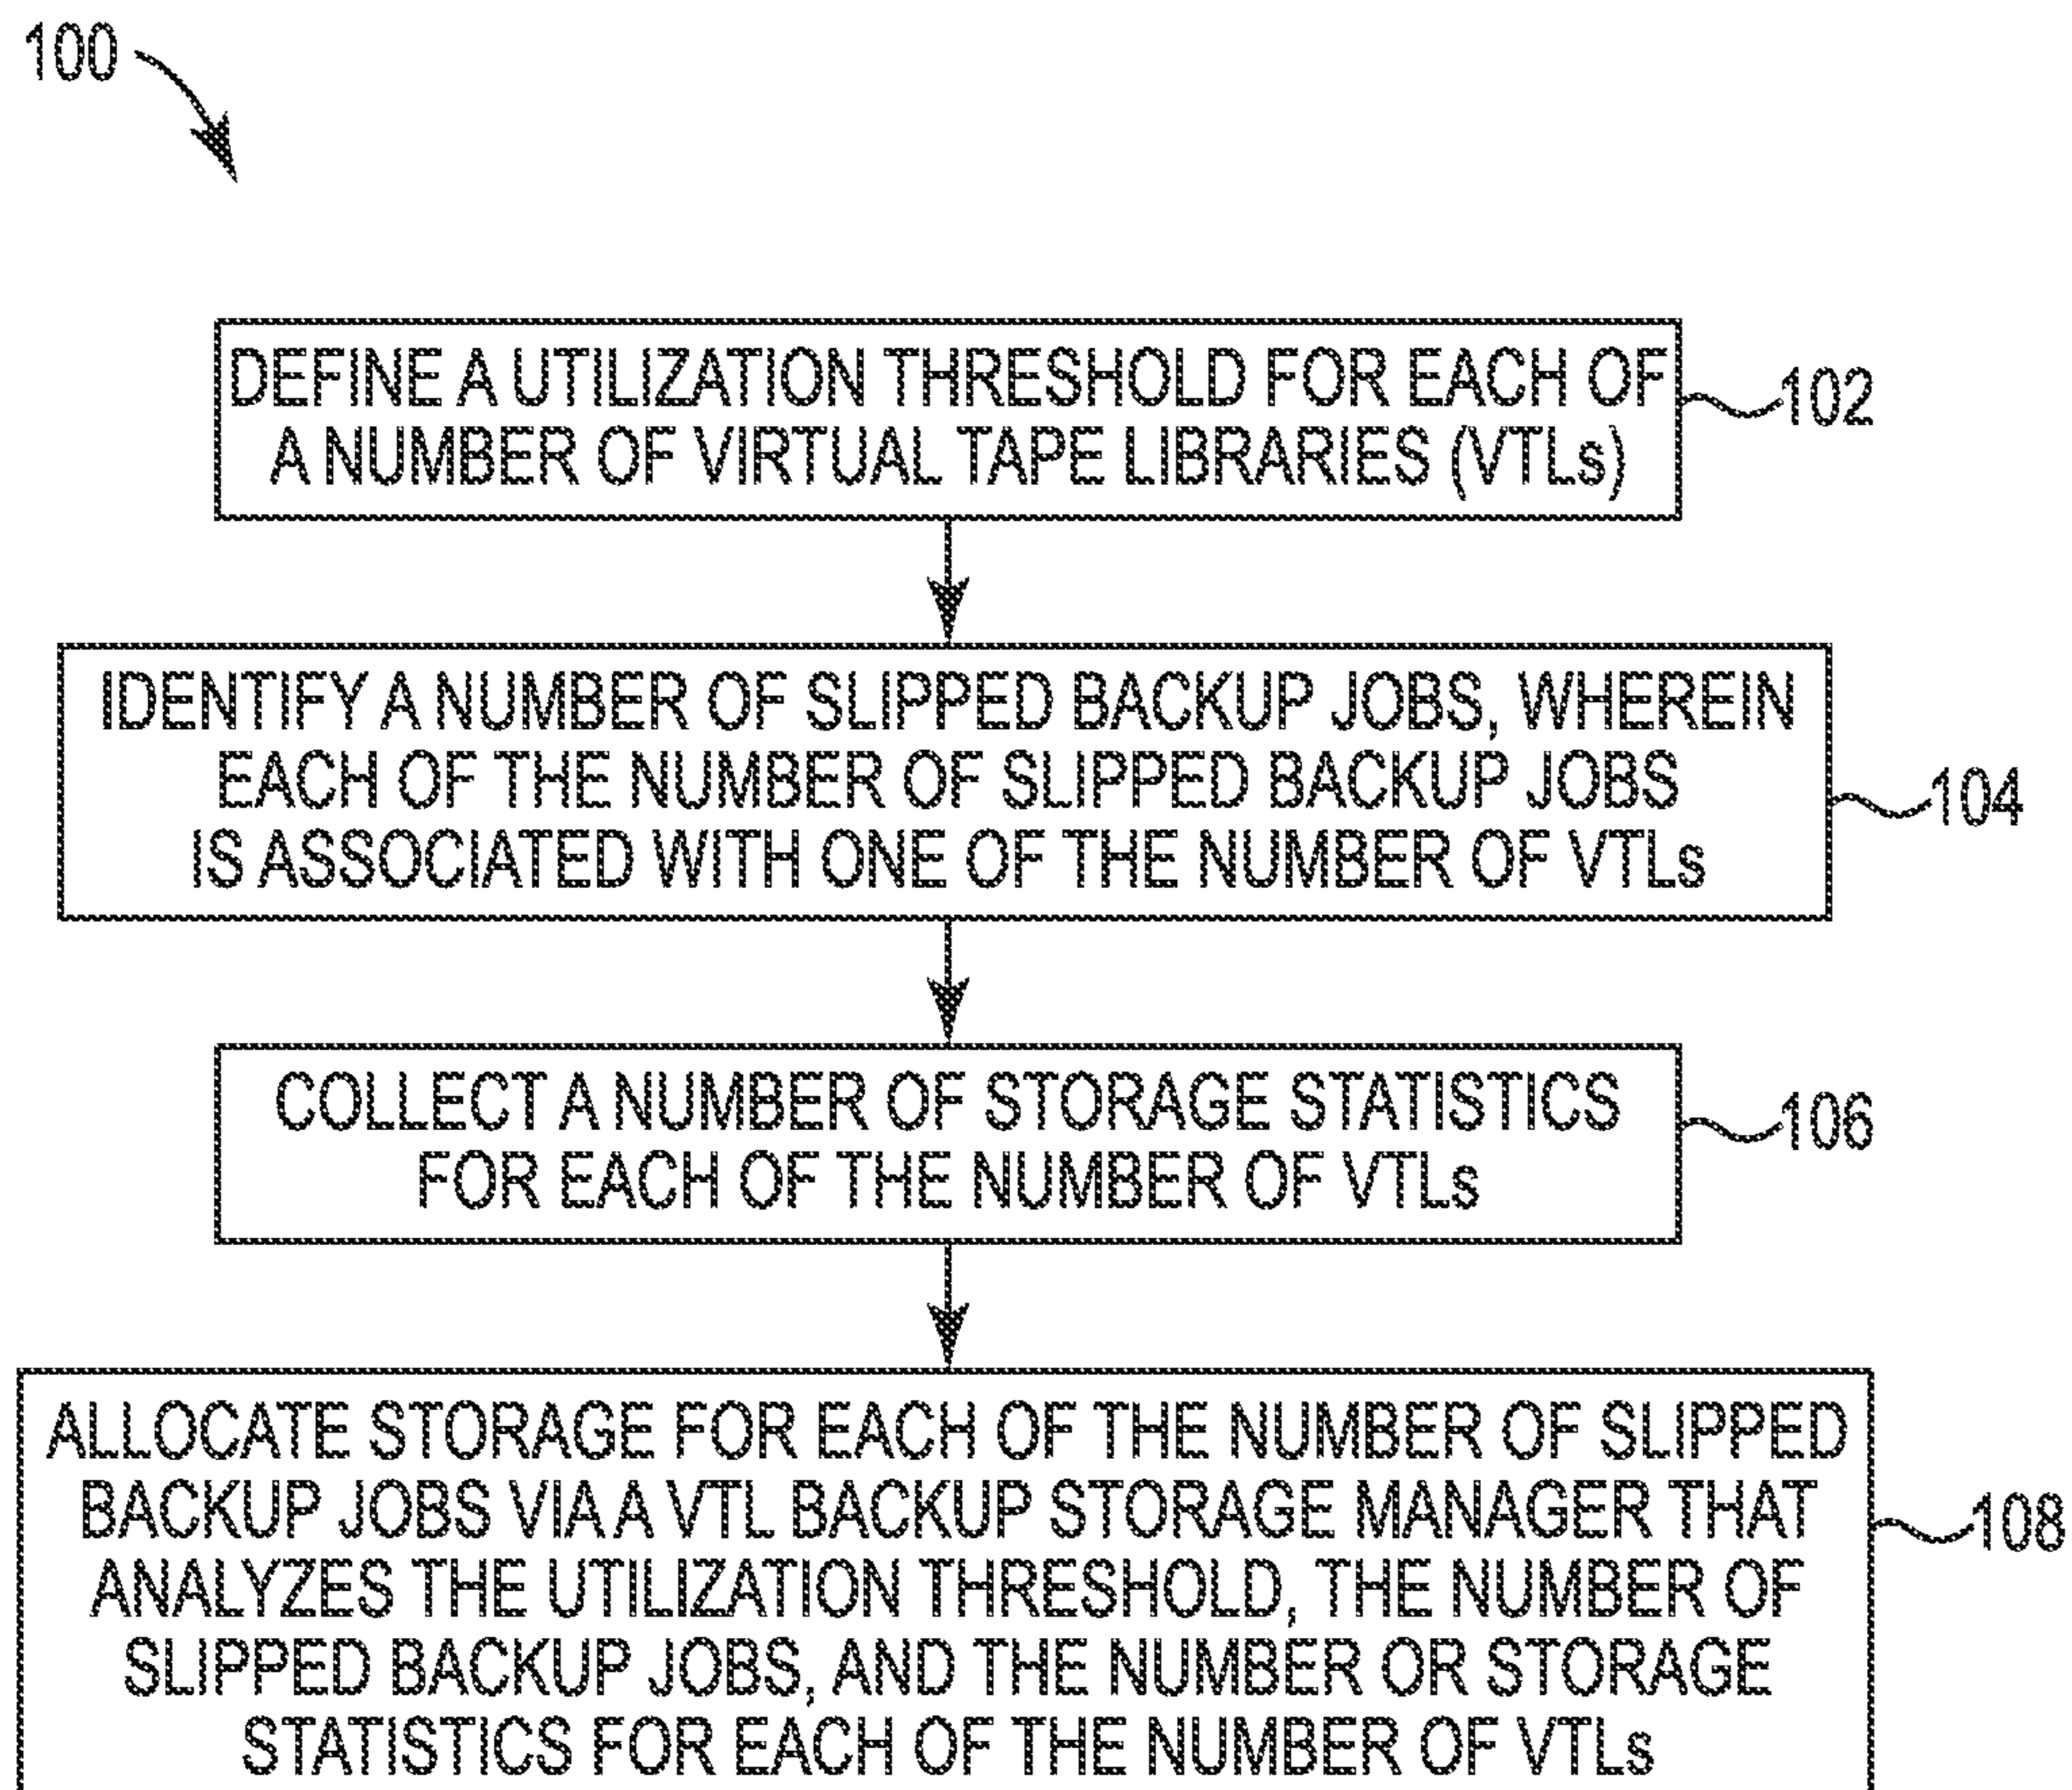 100
DEFINE A UTILIZATION THRESHOLD FOR EACH OF
A NUMBER OF VIRTUAL TAPE LIBRARIES (VTLs)
102
IDENTIFY A NUMBER OF SLIPPED BACKUP JOBS, WHEREIN
EACH OF THE NUMBER OF SLIPPED BACKUP JOBS
IS ASSOCIATED WITH ONE OF THE NUMBER OF VTLs
104
COLLECT A NUMBER OF STORAGE STATISTICS
FOR EACH OF THE NUMBER OF VTLs
106
ALLOCATE STORAGE FOR EACH OF THE NUMBER OF SLIPPED
BACKUP JOBS VIA A VTL BACKUP STORAGE MANAGER THAT
ANALYZES THE UTILIZATION THRESHOLD, THE NUMBER OF
SLIPPED BACKUP JOBS, AND THE NUMBER OR STORAGE
STATISTICS FOR EACH OF THE NUMBER OF VTLs
108